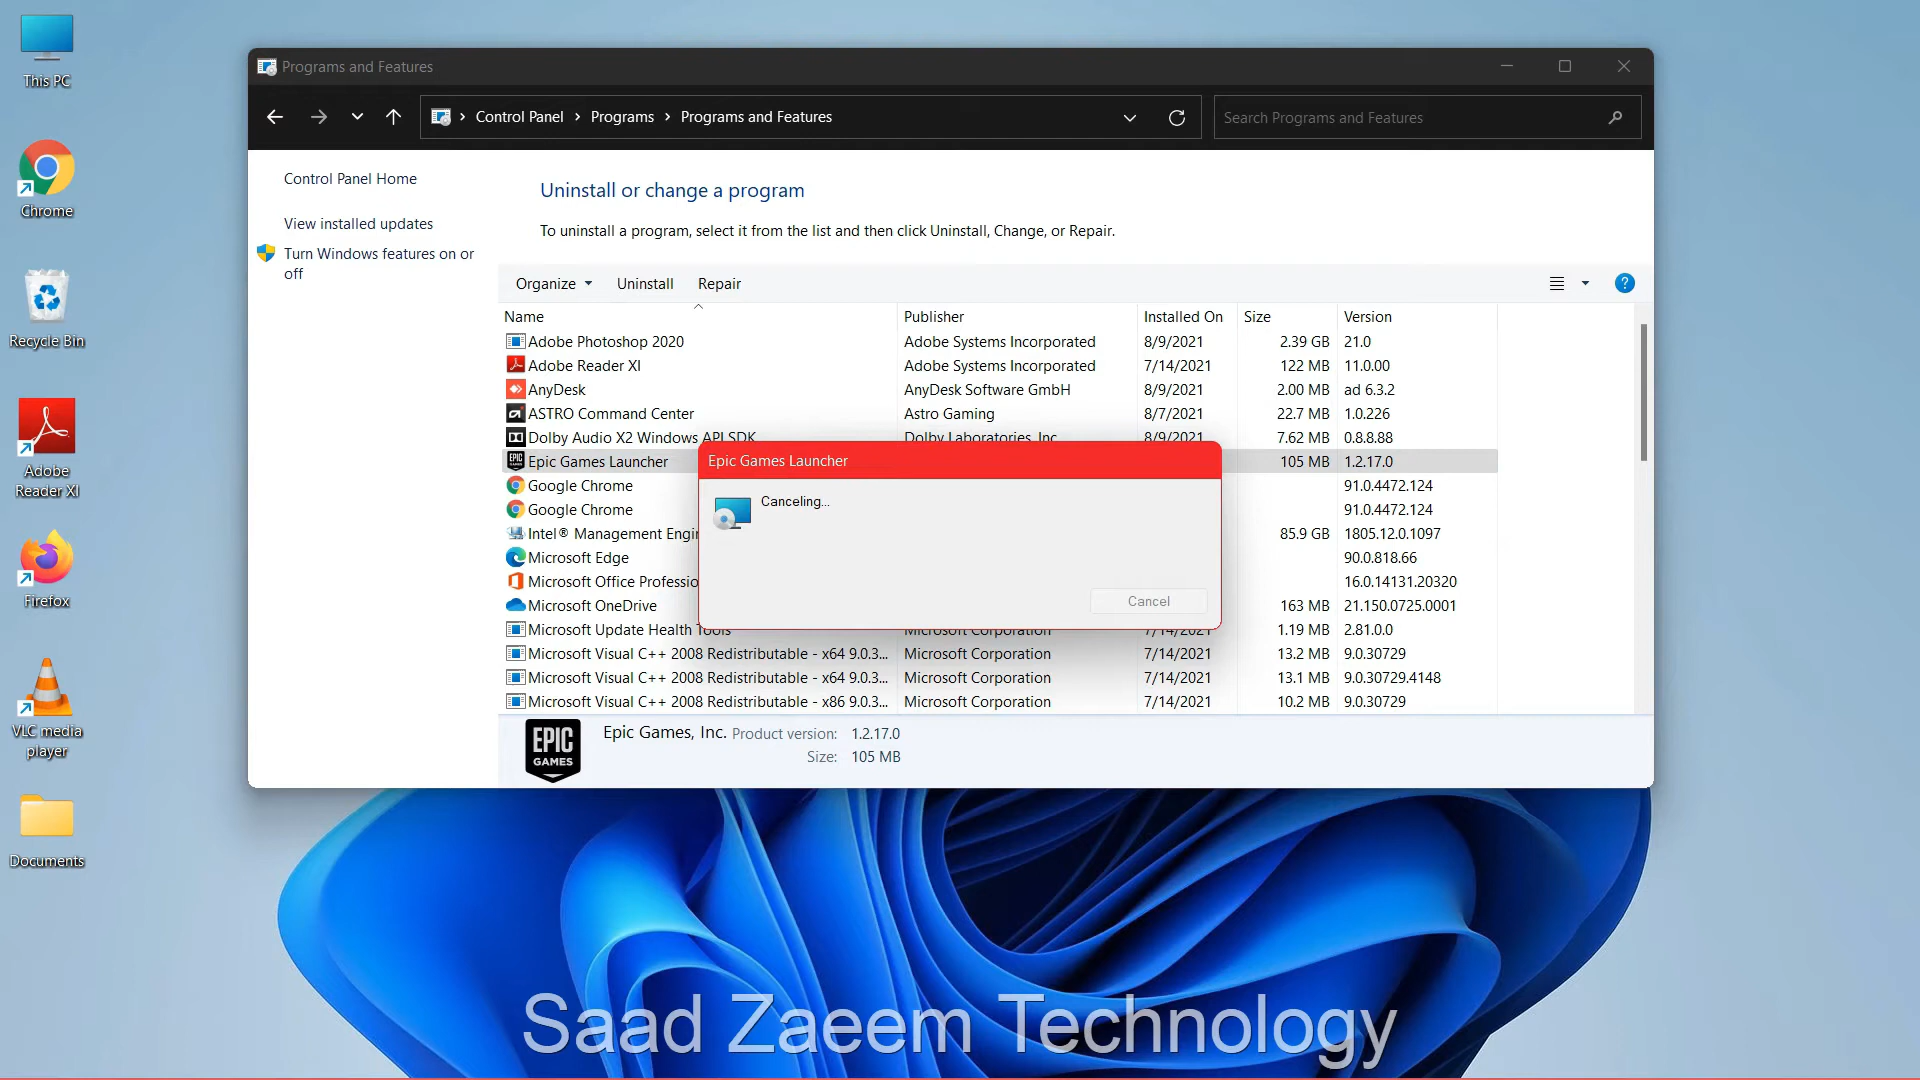 This PC
Chrome
Recycle Bin
Adobe
Reader XI
Firefox
VLC media
player
Documents
Programs and Features
Control Panel > Programs > Programs and Features
Search Programs and Features
Control Panel Home
View installed updates
Turn Windows features on or
off
Uninstall or change a program
To uninstall a program, select it from the list and then click Uninstall, Change, or Repair.
Organize Uninstall Repair
?
Name Publisher Installed On Size Version
Adobe Photoshop 2020 Adobe Systems Incorporated 8/9/2021 2.39 GB 21.0
Adobe Reader XI Adobe Systems Incorporated 7/14/2021 122 MB 11.0.00
AnyDesk AnyDesk Software GmbH 8/9/2021 2.00 MB ad 6.3.2
ASTRO Command Center Astro Gaming 8/7/2021 22.7 MB 1.0.226
Dolby Audio X2 Windows API SDK Dolby Laboratories, Inc. 8/9/2021 7.62 MB 0.8.8.88
Epic Games Launcher 105 MB 1.2.17.0
Google Chrome 91.0.4472.124
Google Chrome 91.0.4472.124
Intel® Management Engin 85.9 GB 1805.12.0.1097
Microsoft Edge 90.0.818.66
Microsoft Office Professio 16.0.14131.20320
Microsoft OneDrive 163 MB 21.150.0725.0001
Microsoft Update Health Tools Microsoft Corporation 7/14/2021 1.19 MB 2.81.0.0
Microsoft Visual C++ 2008 Redistributable - x64 9.0.3... Microsoft Corporation 7/14/2021 13.2 MB 9.0.30729
Microsoft Visual C++ 2008 Redistributable - x64 9.0.3... Microsoft Corporation 7/14/2021 13.1 MB 9.0.30729.4148
Microsoft Visual C++ 2008 Redistributable - x86 9.0.3... Microsoft Corporation 7/14/2021 10.2 MB 9.0.30729
Epic Games Launcher
Canceling...
Cancel
EPIC
GAMES
Epic Games, Inc. Product version: 1.2.17.0
Size: 105 MB
Saad Zaeem Technology